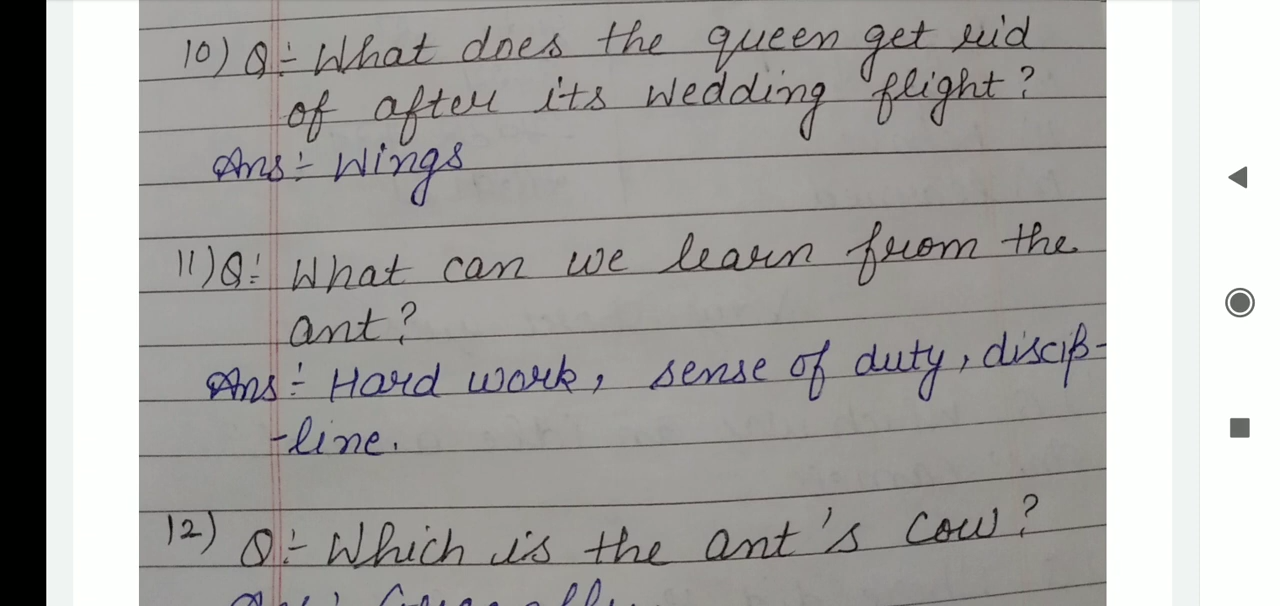 10) Q:- What does the queen get rid
of after its wedding flight?
Ans:- Wings
11) Q:- What can we learn from the
ant?
Ans:- Hard work, sense of duty, discip-
-line.
12) Q:- Which is the ant's cow?